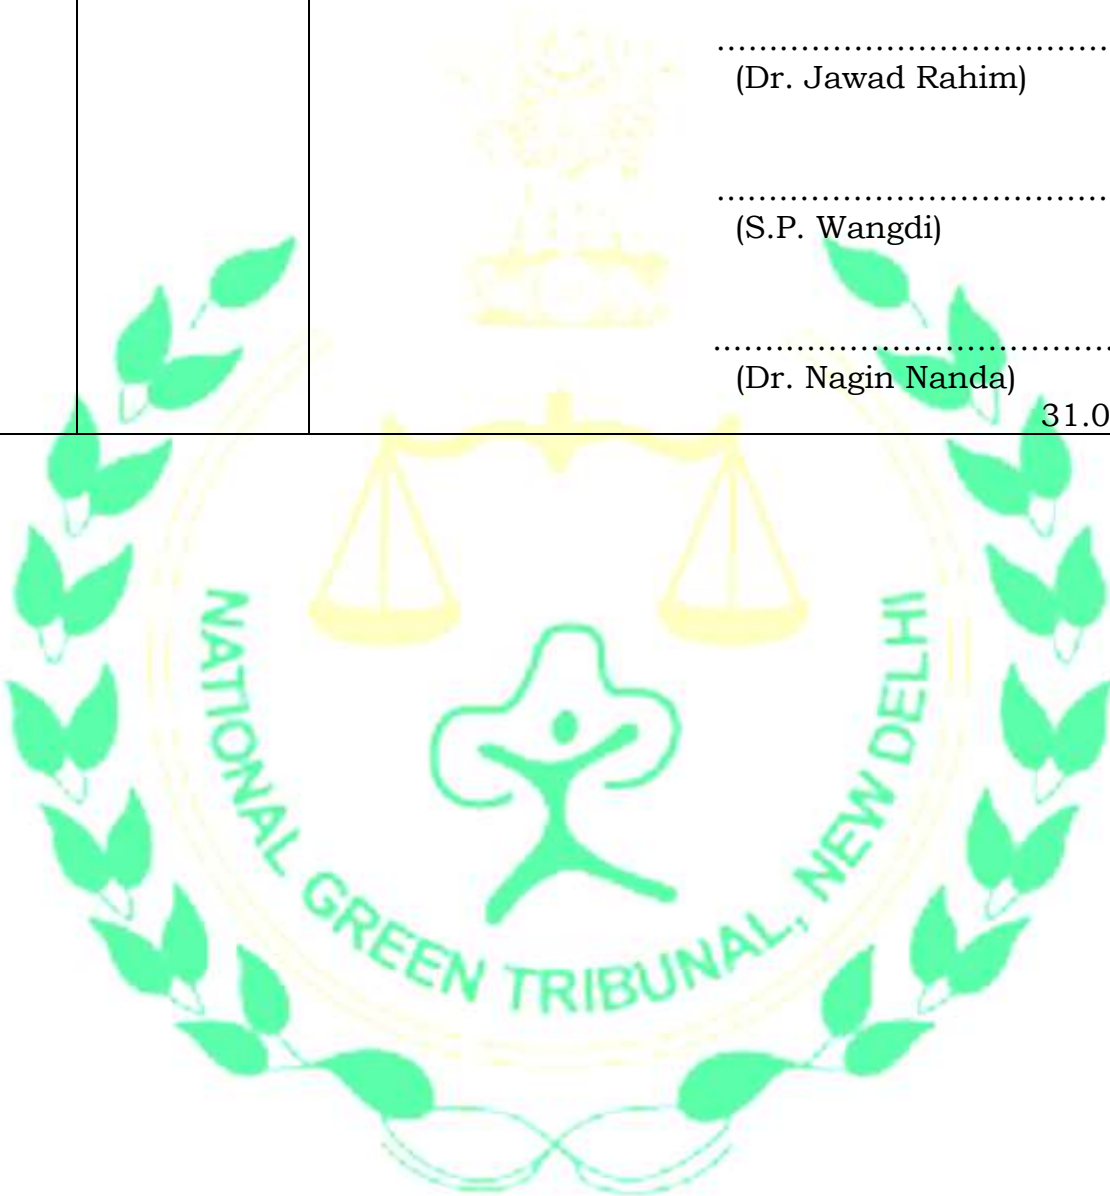 ....................................
(Dr. Jawad Rahim)
....................................
(S.P. Wangdi)
.....................................
(Dr. Nagin Nanda)
31.0
NATIONAL GREEN TRIBUNAL, NEW DELHI